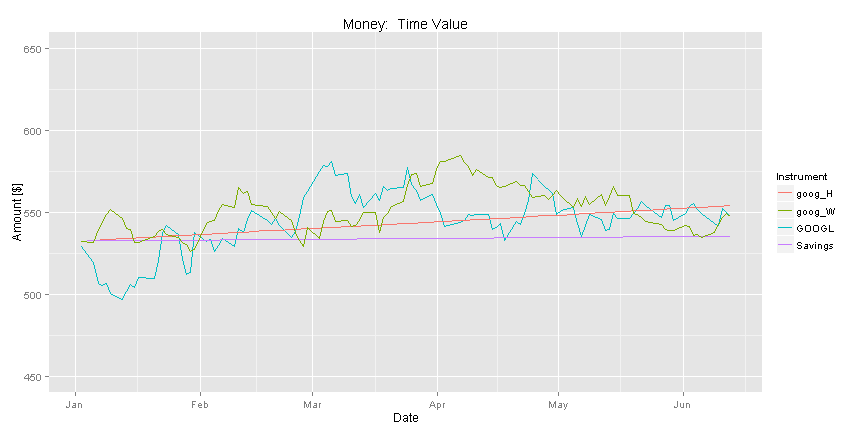 Money:  Time Value
Amount [$]
650
600
550
500
450
Jan Feb Mar Apr May Jun
Date
Instrument
goog_H
goog_W
GOOGL
Savings